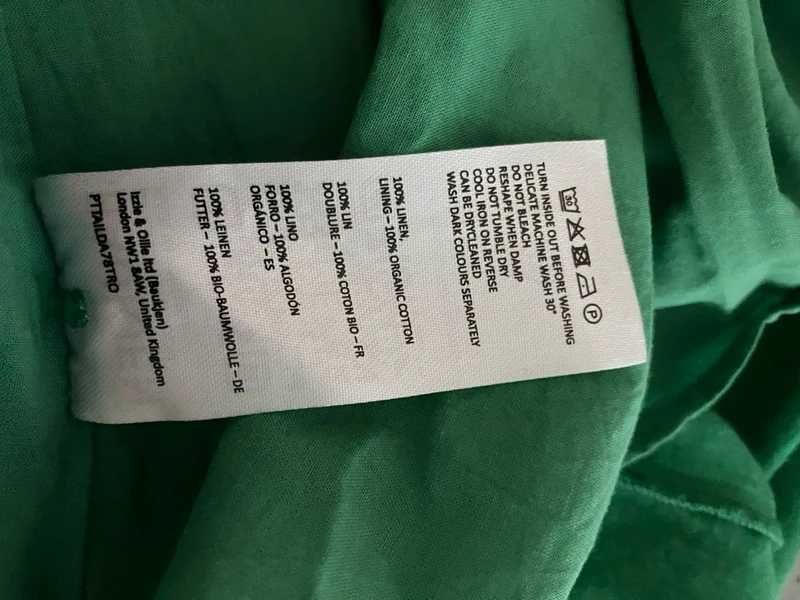 30 P
TURN INSIDE OUT BEFORE WASHING
DELICATE MACHINE WASH 30°
DO NOT BLEACH
RESHAPE WHEN DAMP
DO NOT TUMBLE DRY
COOL IRON ON REVERSE
CAN BE DRYCLEANED
WASH DARK COLOURS SEPARATELY
100% LINEN,
LINING – 100% ORGANIC COTTON
100% LIN
DOUBLURE – 100% COTON BIO – FR
100% LINO
FORRO – 100% ALGODÓN
ORGÁNICO – ES
100% LEINEN
FUTTER – 100% BIO-BAUMWOLLE – DE
Izzie & Ollie ltd (Baukjen)
London NW1 8AW, United Kingdom
PTTAILDA78TRO